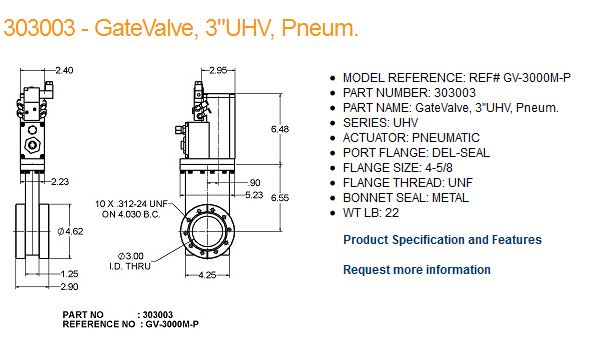 303003 - GateValve, 3"UHV, Pneum.
2.40
2.95
6.48
2.23
.90
5.23
6.55
10 X .312-24 UNF
ON 4.030 B.C.
Ø4.62
Ø3.00
I.D. THRU
1.25
4.25
2.90
PART NO : 303003
REFERENCE NO : GV-3000M-P
• MODEL REFERENCE: REF# GV-3000M-P
• PART NUMBER: 303003
• PART NAME: GateValve, 3"UHV, Pneum.
• SERIES: UHV
• ACTUATOR: PNEUMATIC
• PORT FLANGE: DEL-SEAL
• FLANGE SIZE: 4-5/8
• FLANGE THREAD: UNF
• BONNET SEAL: METAL
• WT LB: 22
Product Specification and Features
Request more information